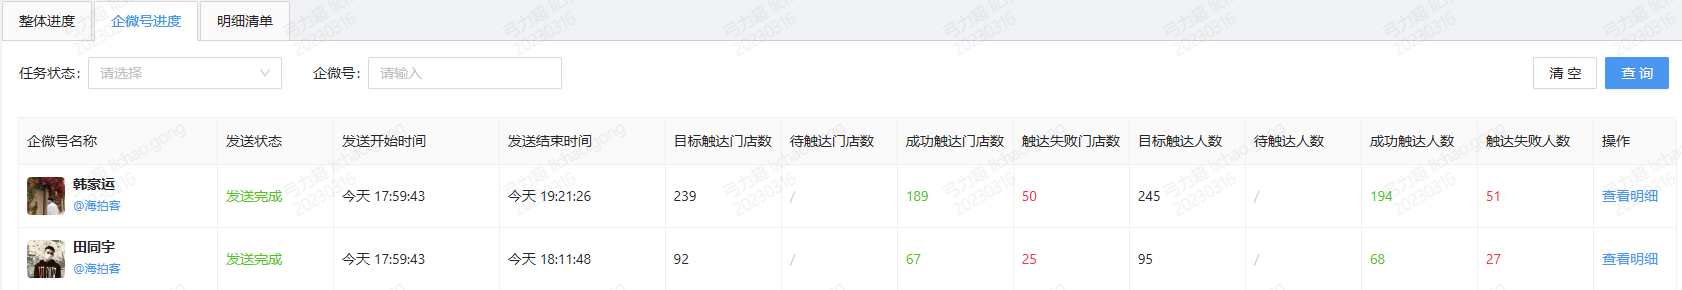 整体进度 企微号进度 明细清单
任务状态: 请选择 企微号: 请输入 清 空 查 询
企微号名称 发送状态 发送开始时间 发送结束时间 目标触达门店数 待触达门店数 成功触达门店数 触达失败门店数 目标触达人数 待触达人数 成功触达人数 触达失败人数 操作
韩豪运
@海拍客
发送完成 今天 17:59:43 今天 19:21:26 239 / 189 50 245 / 194 51 查看明细
田同宇
@海拍客
发送完成 今天 17:59:43 今天 18:11:48 92 / 67 25 95 / 68 27 查看明细
弓力超 lichao.gong
20230316